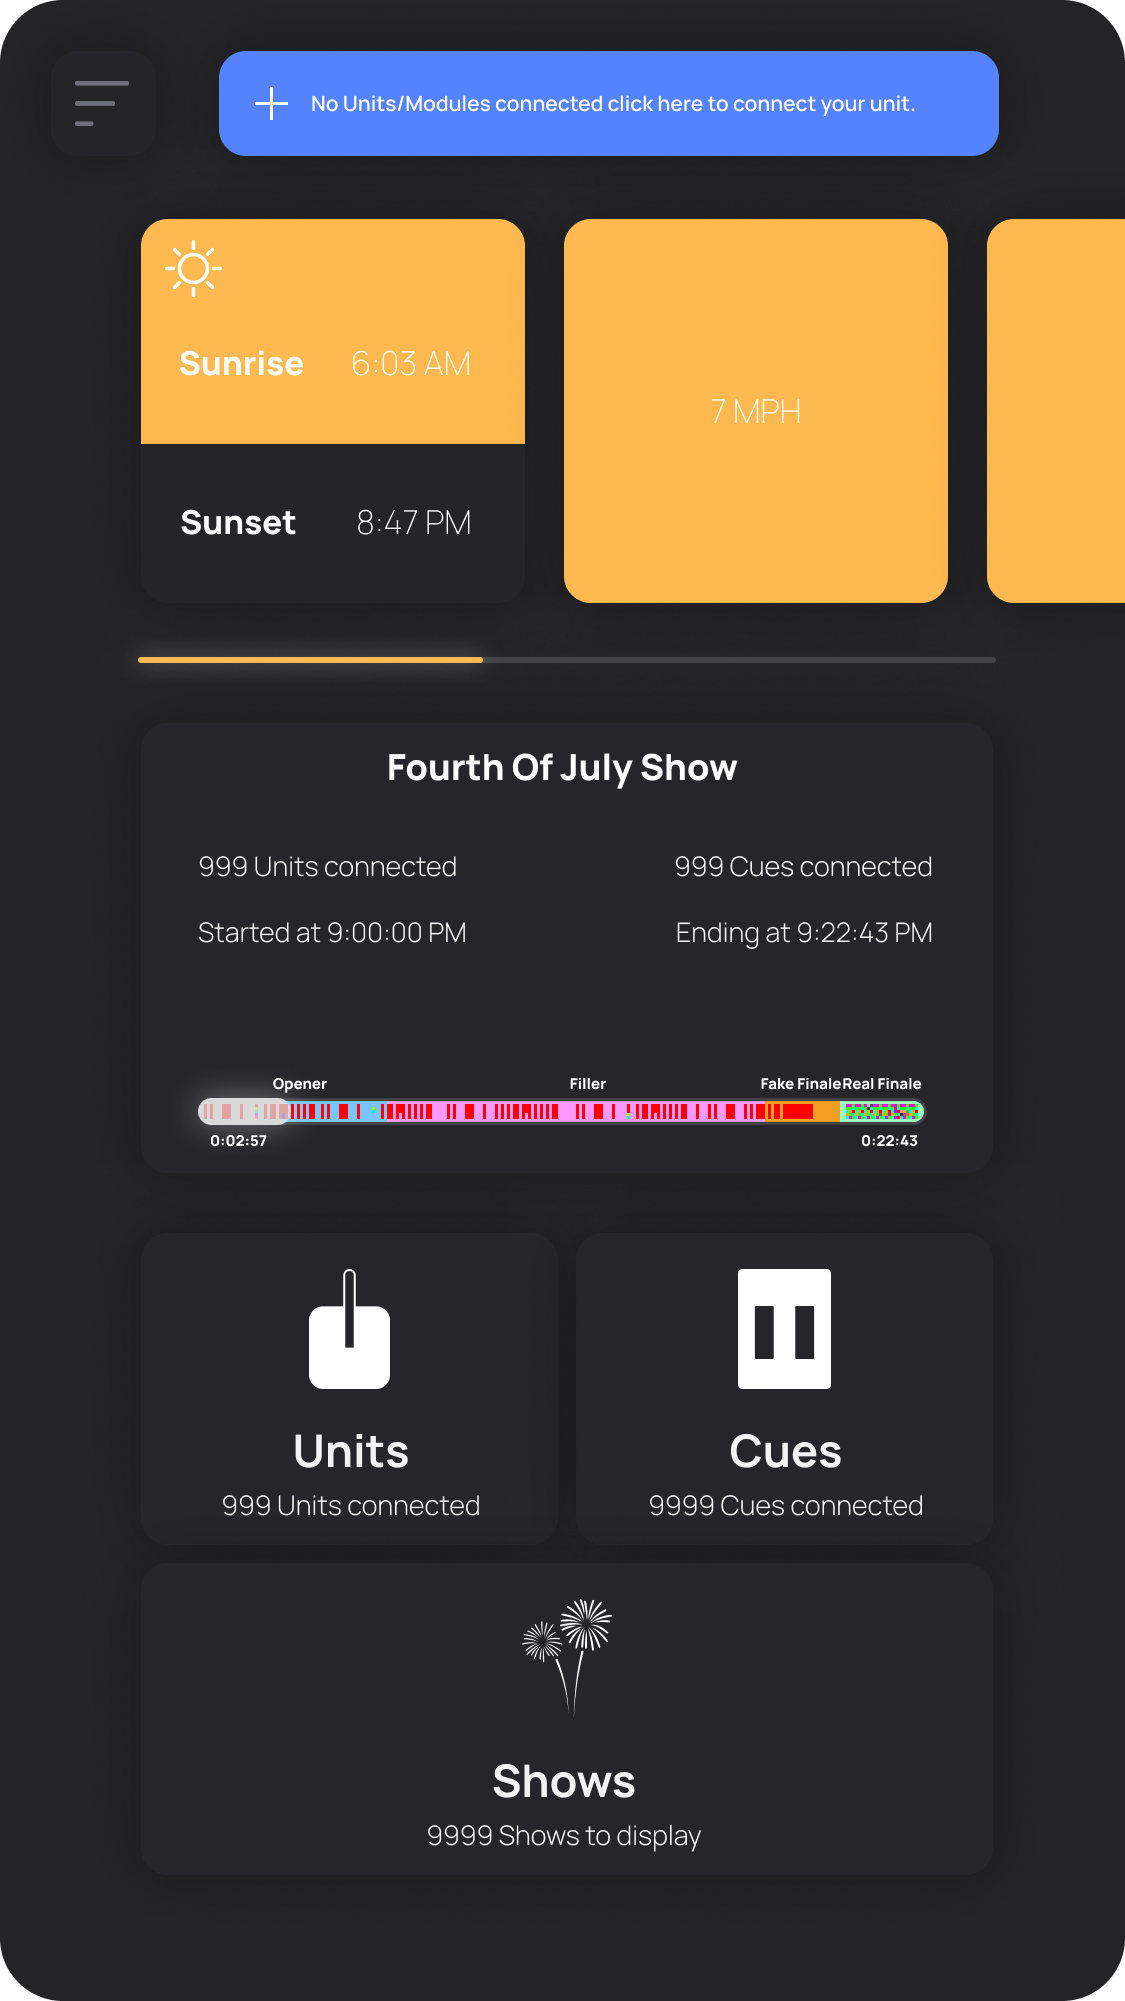 No Units/Modules connected click here to connect your unit.
Sunrise 6:03 AM
7 MPH
Sunset 8:47 PM
Fourth Of July Show
999 Units connected
999 Cues connected
Started at 9:00:00 PM
Ending at 9:22:43 PM
Opener
Filler
Fake Finale
Real Finale
0:02:57
0:22:43
Units
999 Units connected
Cues
9999 Cues connected
Shows
9999 Shows to display